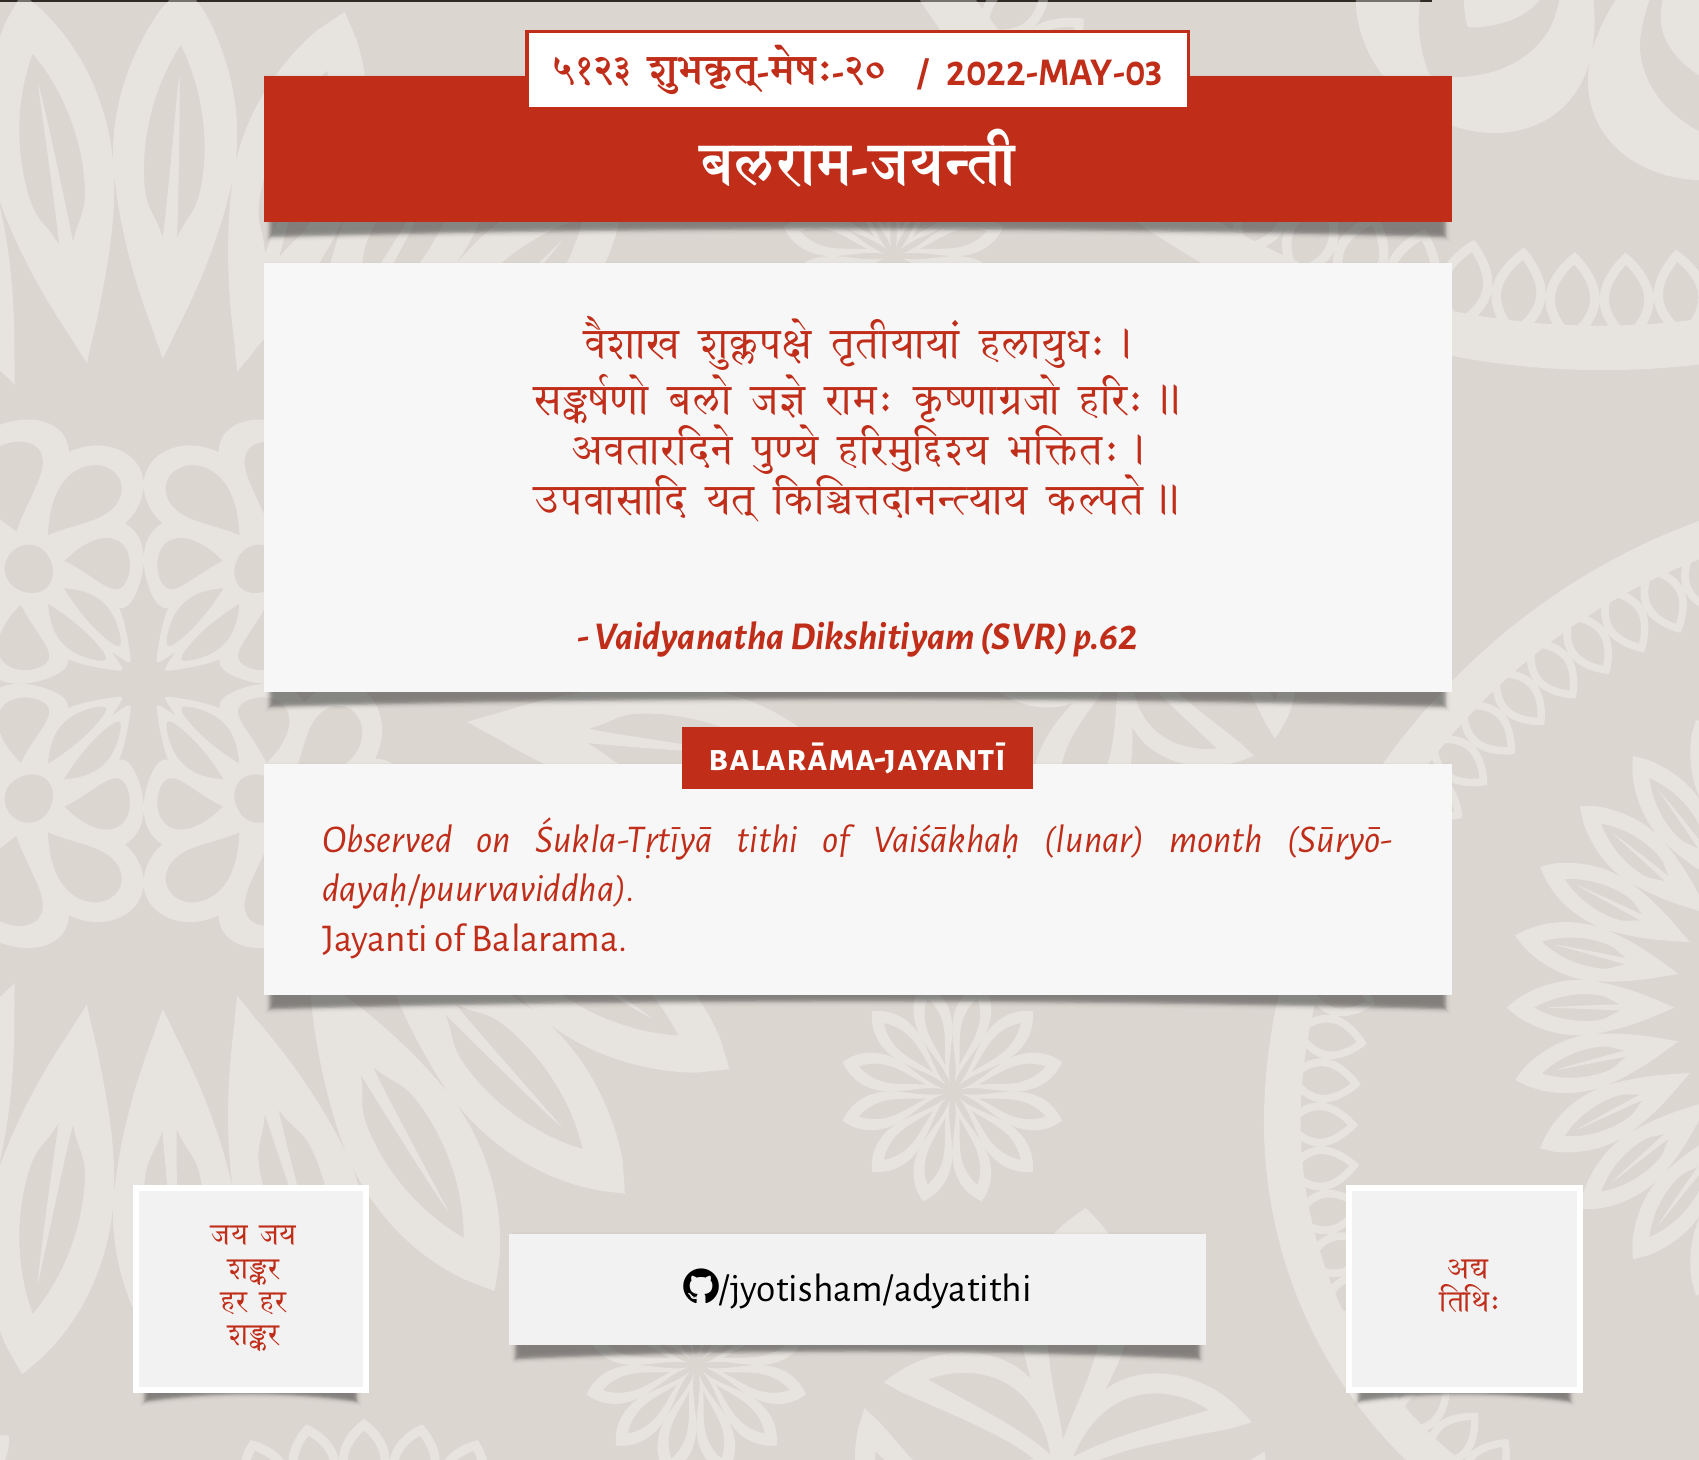 ५१२३ शुभकृत्-मेषः-२० / 2022-MAY-03
बलराम-जयन्ती
वैशाख शुक्लपक्षे तृतीयायां हलायुधः ।
सङ्कर्षणो बलो जज्ञे रामः कृष्णाग्रजो हरिः ॥
अवतारदिने पुण्ये हरिमुद्दिश्य भक्तितः ।
उपवासादि यत् किञ्चित्तदानन्त्याय कल्पते ॥
- Vaidyanatha Dikshitiyam (SVR) p.62
BALARĀMA-JAYANTĪ
Observed on Śukla-Tṛtīyā tithi of Vaiśākhaḥ (lunar) month (Sūryō-
dayaḥ/puurvaviddha).
Jayanti of Balarama.
जय जय
शङ्कर
हर हर
शङ्कर
/jyotisham/adyatithi
अद्य
तिथिः